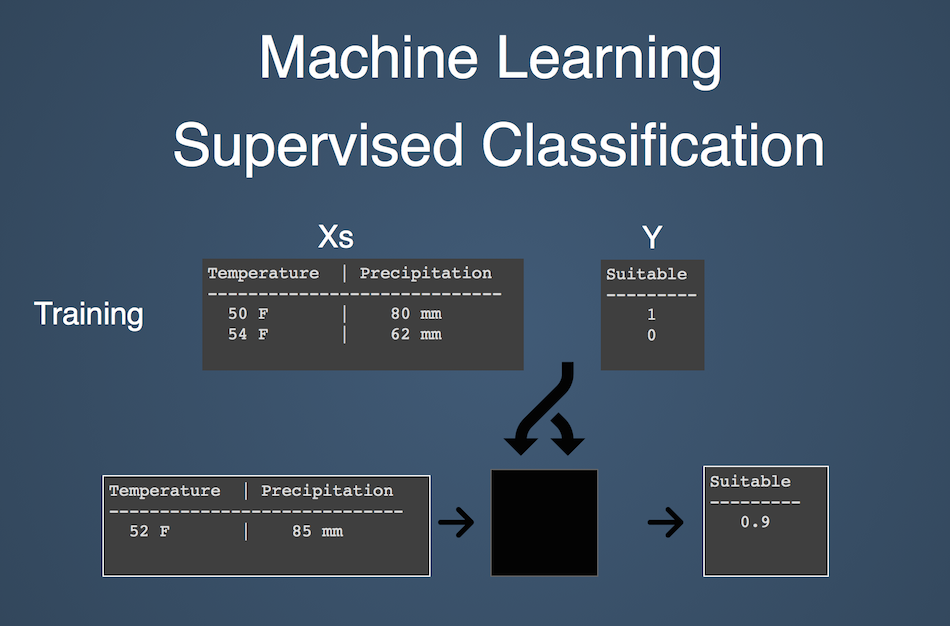 Machine Learning
Supervised Classification
Xs Y
Temperature | Precipitation
-----------------------------
50 F | 80 mm
54 F | 62 mm
Suitable
---------
1
0
Training
Temperature | Precipitation
-----------------------------
52 F | 85 mm
Suitable
---------
0.9